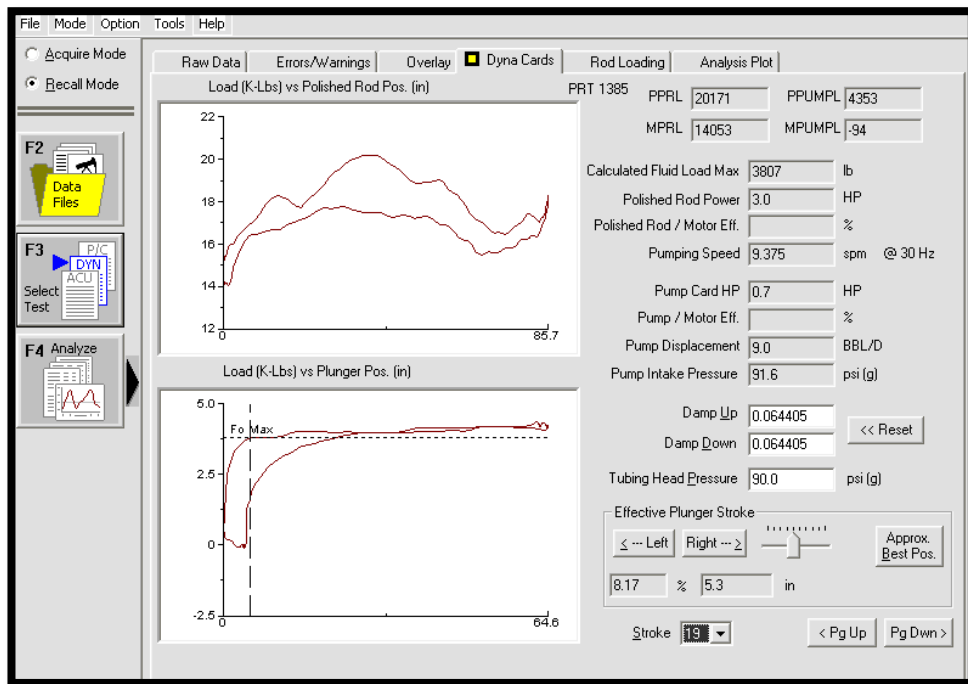 File Mode Option Tools Help
Acquire Mode
Recall Mode
F2
Data
Files
F3
P/C
DYN
ACU
Select
Test
F4 Analyze
Raw Data Errors/Warnings Overlay Dyna Cards Rod Loading Analysis Plot
Load (K-Lbs) vs Polished Rod Pos. (in)
22
20
18
16
14
12
0 85.7
Load (K-Lbs) vs Plunger Pos. (in)
5.0
Fo Max
2.5
0
-2.5
0 64.6
PRT 1385 PPRL 20171 PPUMPL 4353
MPRL 14053 MPUMPL -94
Calculated Fluid Load Max 3807 lb
Polished Rod Power 3.0 HP
Polished Rod / Motor Eff. %
Pumping Speed 9.375 spm @ 30 Hz
Pump Card HP 0.7 HP
Pump / Motor Eff. %
Pump Displacement 9.0 BBL/D
Pump Intake Pressure 91.6 psi (g)
Damp Up 0.064405
<< Reset
Damp Down 0.064405
Tubing Head Pressure 90.0 psi (g)
Effective Plunger Stroke
< --- Left Right --- >
Approx.
Best Pos.
8.17 % 5.3 in
Stroke 19 < Pg Up Pg Dwn >